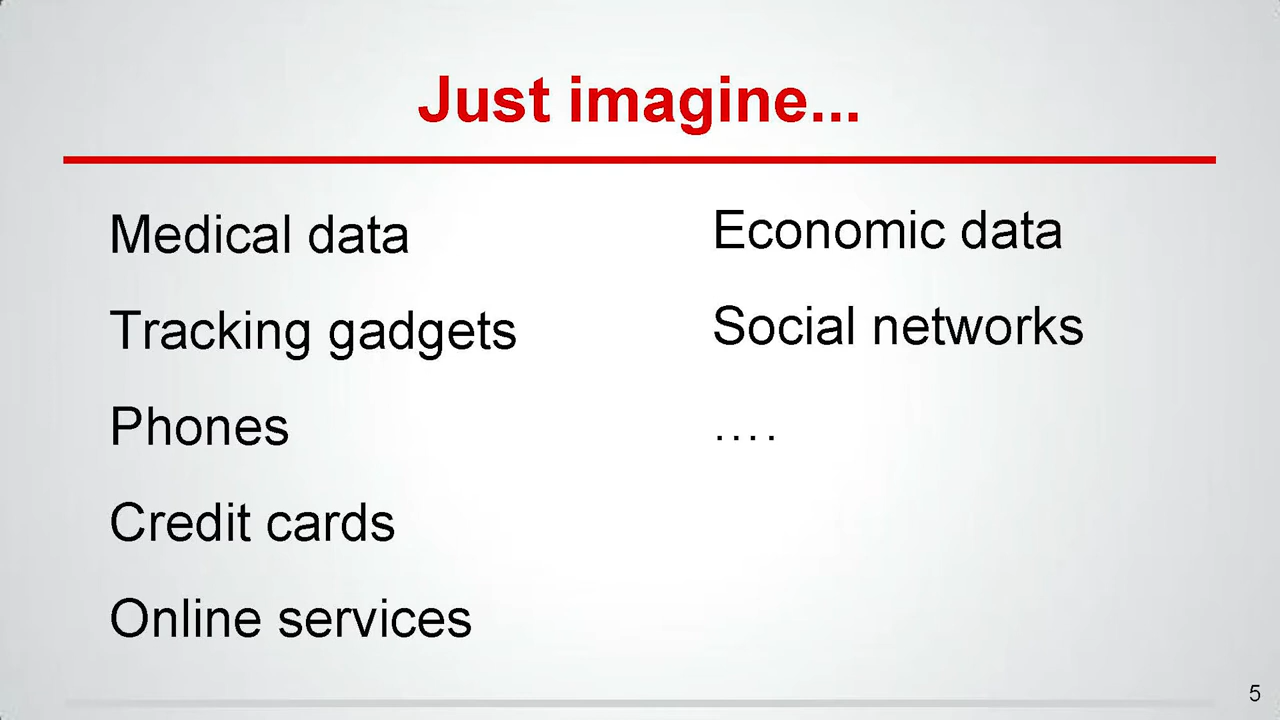 Just imagine...
Medical data
Tracking gadgets
Phones
Credit cards
Online services
Economic data
Social networks
....
5